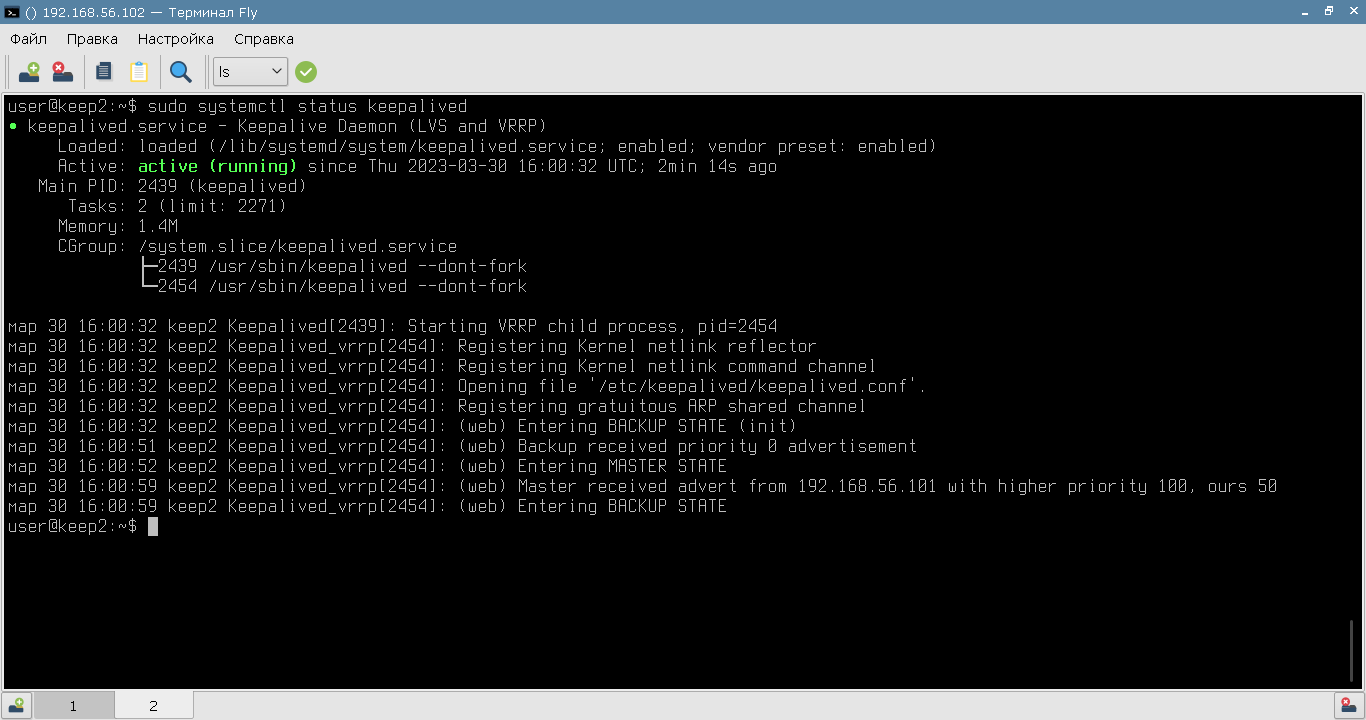 () 192.168.56.102 — Терминал Fly
Файл Правка Настройка Справка
ls
user@keep2:~$ sudo systemctl status keepalived
● keepalived.service - Keepalive Daemon (LVS and VRRP)
Loaded: loaded (/lib/systemd/system/keepalived.service; enabled; vendor preset: enabled)
Active: active (running) since Thu 2023-03-30 16:00:32 UTC; 2min 14s ago
Main PID: 2439 (keepalived)
Tasks: 2 (limit: 2271)
Memory: 1.4M
CGroup: /system.slice/keepalived.service
├─2439 /usr/sbin/keepalived --dont-fork
└─2454 /usr/sbin/keepalived --dont-fork
мар 30 16:00:32 keep2 Keepalived[2439]: Starting VRRP child process, pid=2454
мар 30 16:00:32 keep2 Keepalived_vrrp[2454]: Registering Kernel netlink reflector
мар 30 16:00:32 keep2 Keepalived_vrrp[2454]: Registering Kernel netlink command channel
мар 30 16:00:32 keep2 Keepalived_vrrp[2454]: Opening file '/etc/keepalived/keepalived.conf'.
мар 30 16:00:32 keep2 Keepalived_vrrp[2454]: Registering gratuitous ARP shared channel
мар 30 16:00:32 keep2 Keepalived_vrrp[2454]: (web) Entering BACKUP STATE (init)
мар 30 16:00:51 keep2 Keepalived_vrrp[2454]: (web) Backup received priority 0 advertisement
мар 30 16:00:52 keep2 Keepalived_vrrp[2454]: (web) Entering MASTER STATE
мар 30 16:00:59 keep2 Keepalived_vrrp[2454]: (web) Master received advert from 192.168.56.101 with higher priority 100, ours 50
мар 30 16:00:59 keep2 Keepalived_vrrp[2454]: (web) Entering BACKUP STATE
user@keep2:~$
1 2